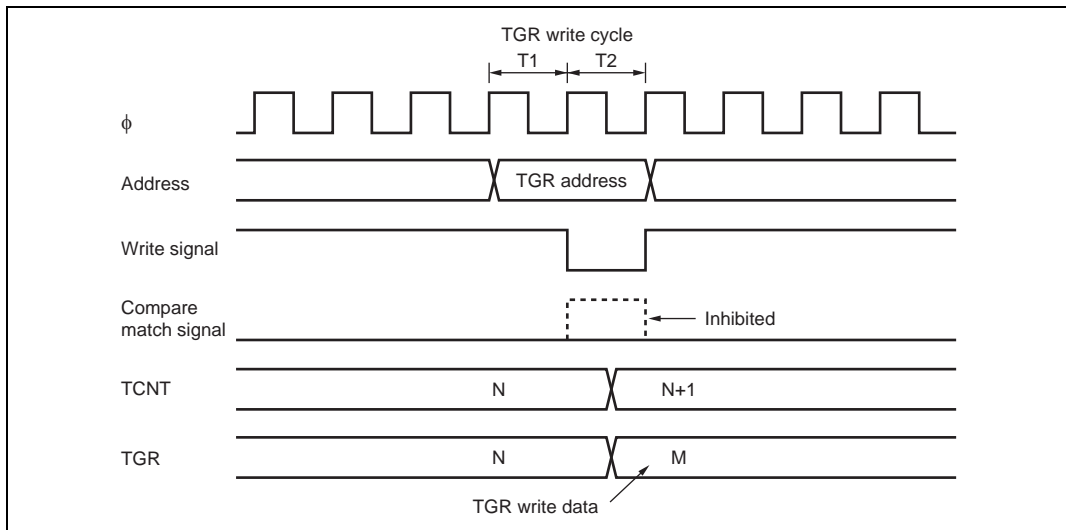 TGR write cycle
T1 T2
ϕ
Address TGR address
Write signal
Compare
match signal Inhibited
TCNT N N+1
TGR N M
TGR write data